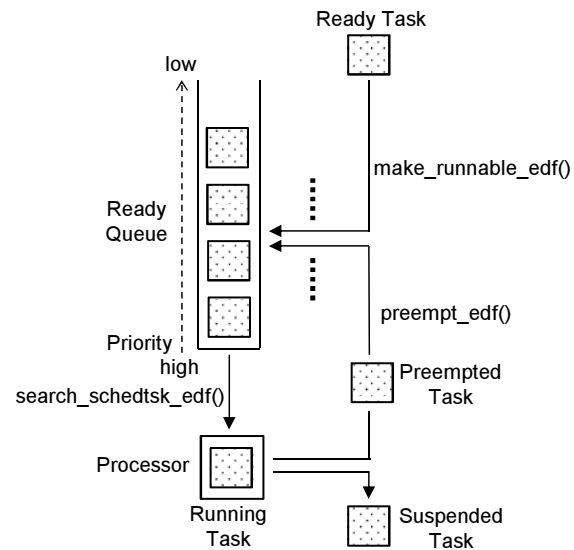 Ready Task
low
make_runnable_edf()
Ready
Queue
preempt_edf()
Priority
high
search_schedtsk_edf()
Preempted
Task
Processor
Running
Task
Suspended
Task